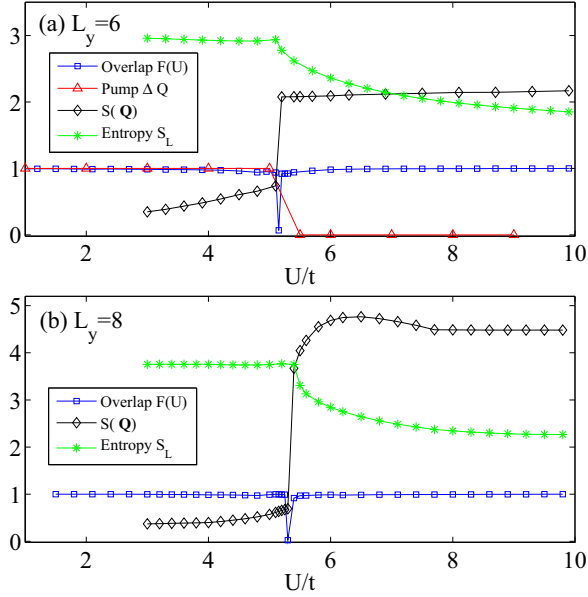 (a) L_y=6
3
2
1
0
Overlap F(U)
Pump Δ Q
S( Q)
Entropy S_L
2 4 6 8 10
U/t
(b) L_y=8
5
4
3
2
1
0
Overlap F(U)
S( Q)
Entropy S_L
2 4 6 8 10
U/t